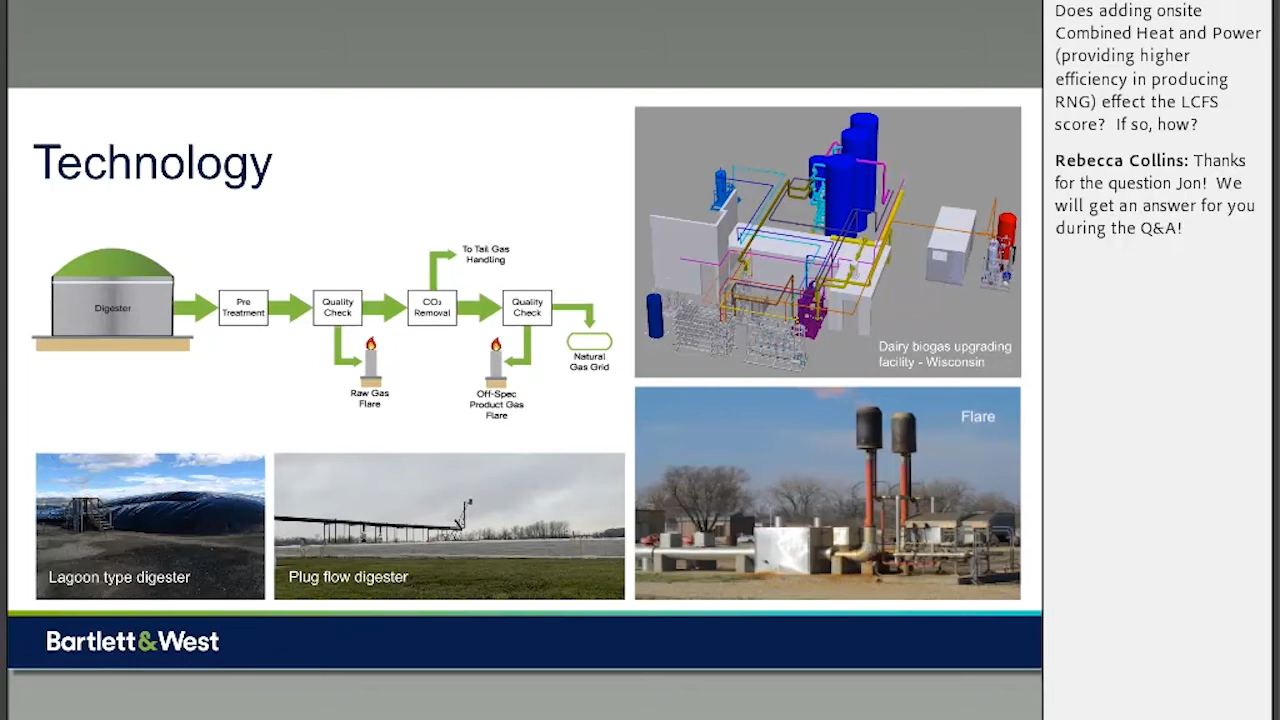 Technology
Digester
Pre
Treatment
Quality
Check
CO₂
Removal
Quality
Check
To Tail Gas
Handling
Raw Gas
Flare
Off-Spec
Product Gas
Flare
Natural
Gas Grid
Dairy biogas upgrading
facility - Wisconsin
Flare
Lagoon type digester
Plug flow digester
Bartlett&West
Does adding onsite
Combined Heat and Power
(providing higher
efficiency in producing
RNG) effect the LCFS
score? If so, how?
Rebecca Collins: Thanks
for the question Jon! We
will get an answer for you
during the Q&A!